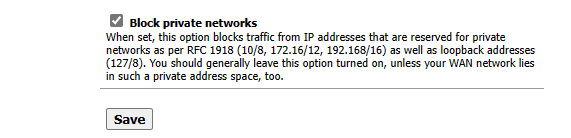 Block private networks
When set, this option blocks traffic from IP addresses that are reserved for private
networks as per RFC 1918 (10/8, 172.16/12, 192.168/16) as well as loopback addresses
(127/8). You should generally leave this option turned on, unless your WAN network lies
in such a private address space, too.
Save